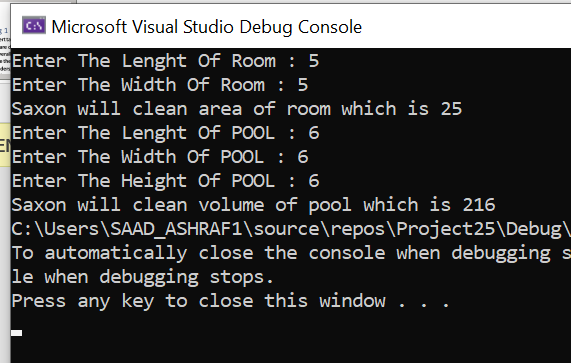 Microsoft Visual Studio Debug Console
Enter The Lenght Of Room : 5
Enter The Width Of Room : 5
Saxon will clean area of room which is 25
Enter The Lenght Of POOL : 6
Enter The Width Of POOL : 6
Enter The Height Of POOL : 6
Saxon will clean volume of pool which is 216
C:\Users\SAAD_ASHRAF1\source\repos\Project25\Debug\
To automatically close the console when debugging s
le when debugging stops.
Press any key to close this window . . .